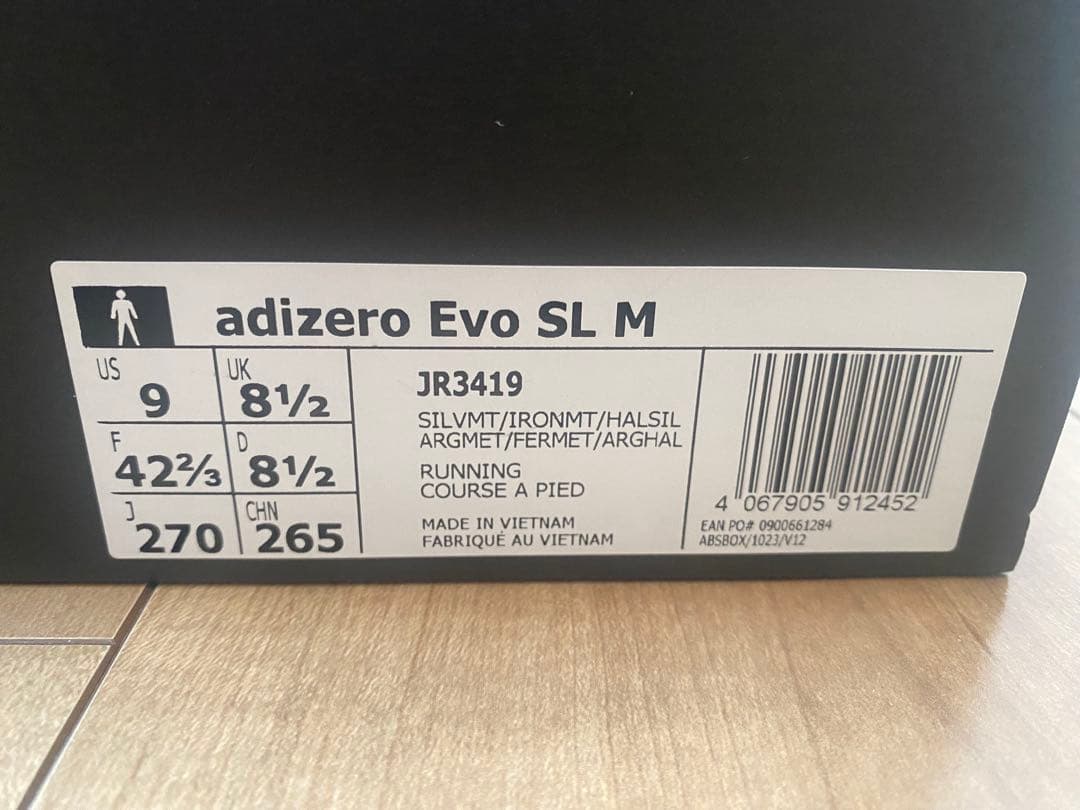 adizero Evo SL M
US 9 UK 8½
F 42⅔ D 8½
J 270 CHN 265
JR3419
SILVMT/IRONMT/HALSIL
ARGMET/FERMET/ARGHAL
RUNNING
COURSE A PIED
MADE IN VIETNAM
FABRIQUÉ AU VIETNAM
4 067905 912452
EAN PO# 0900661284
ABSBOX/1023/V12